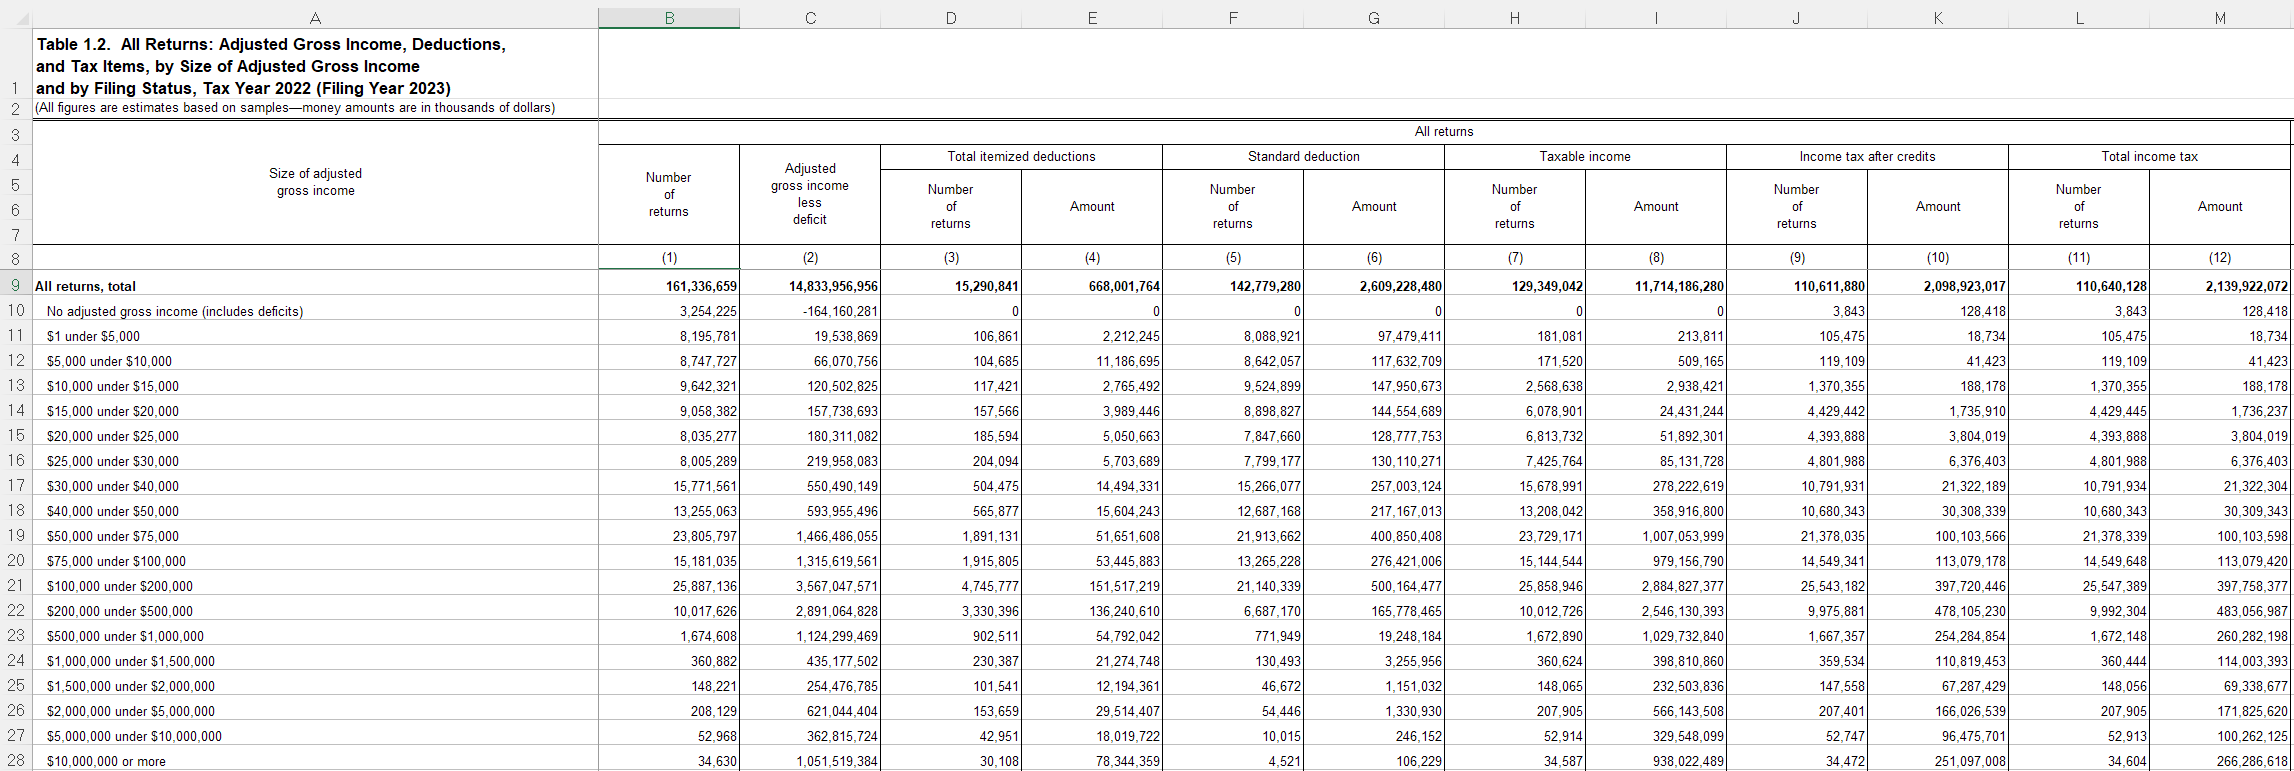 A B C D E F G H I J K L M
1 Table 1.2. All Returns: Adjusted Gross Income, Deductions,
and Tax Items, by Size of Adjusted Gross Income
and by Filing Status, Tax Year 2022 (Filing Year 2023)
2 (All figures are estimates based on samples—money amounts are in thousands of dollars)
3 All returns
4 Size of adjusted gross income Number of returns Adjusted gross income less deficit Total itemized deductions Standard deduction Taxable income Income tax after credits Total income tax
5
6 Number of returns Amount Number of returns Amount Number of returns Amount Number of returns Amount Number of returns Amount
7
8 (1) (2) (3) (4) (5) (6) (7) (8) (9) (10) (11) (12)
9 All returns, total 161,336,659 14,833,956,956 15,290,841 668,001,764 142,779,280 2,609,228,480 129,349,042 11,714,186,280 110,611,880 2,098,923,017 110,640,128 2,139,922,072
10 No adjusted gross income (includes deficits) 3,254,225 -164,160,281 0 0 0 0 0 0 3,843 128,418 3,843 128,418
11 $1 under $5,000 8,195,781 19,538,869 106,861 2,212,245 8,088,921 97,479,411 181,081 213,811 105,475 18,734 105,475 18,734
12 $5,000 under $10,000 8,747,727 66,070,756 104,685 11,186,695 8,642,057 117,632,709 171,520 509,165 119,109 41,423 119,109 41,423
13 $10,000 under $15,000 9,642,321 120,502,825 117,421 2,765,492 9,524,899 147,950,673 2,568,638 2,938,421 1,370,355 188,178 1,370,355 188,178
14 $15,000 under $20,000 9,058,382 157,738,693 157,566 3,989,446 8,898,827 144,554,689 6,078,901 24,431,244 4,429,442 1,735,910 4,429,445 1,736,237
15 $20,000 under $25,000 8,035,277 180,311,082 185,594 5,050,663 7,847,660 128,777,753 6,813,732 51,892,301 4,393,888 3,804,019 4,393,888 3,804,019
16 $25,000 under $30,000 8,005,289 219,958,083 204,094 5,703,689 7,799,177 130,110,271 7,425,764 85,131,728 4,801,988 6,376,403 4,801,988 6,376,403
17 $30,000 under $40,000 15,771,561 550,490,149 504,475 14,494,331 15,266,077 257,003,124 15,678,991 278,222,619 10,791,931 21,322,189 10,791,934 21,322,304
18 $40,000 under $50,000 13,255,063 593,955,496 565,877 15,604,243 12,687,168 217,167,013 13,208,042 358,916,800 10,680,343 30,308,339 10,680,343 30,309,343
19 $50,000 under $75,000 23,805,797 1,466,486,055 1,891,131 51,651,608 21,913,662 400,850,408 23,729,171 1,007,053,999 21,378,035 100,103,566 21,378,339 100,103,598
20 $75,000 under $100,000 15,181,035 1,315,619,561 1,915,805 53,445,883 13,265,228 276,421,006 15,144,544 979,156,790 14,549,341 113,079,178 14,549,648 113,079,420
21 $100,000 under $200,000 25,887,136 3,567,047,571 4,745,777 151,517,219 21,140,339 500,164,477 25,858,946 2,884,827,377 25,543,182 397,720,446 25,547,389 397,758,377
22 $200,000 under $500,000 10,017,626 2,891,064,828 3,330,396 136,240,610 6,687,170 165,778,465 10,012,726 2,546,130,393 9,975,881 478,105,230 9,992,304 483,056,987
23 $500,000 under $1,000,000 1,674,608 1,124,299,469 902,511 54,792,042 771,949 19,248,184 1,672,890 1,029,732,840 1,667,357 254,284,854 1,672,148 260,282,198
24 $1,000,000 under $1,500,000 360,882 435,177,502 230,387 21,274,748 130,493 3,255,956 360,624 398,810,860 359,534 110,819,453 360,444 114,003,393
25 $1,500,000 under $2,000,000 148,221 254,476,785 101,541 12,194,361 46,672 1,151,032 148,065 232,503,836 147,558 67,287,429 148,056 69,338,677
26 $2,000,000 under $5,000,000 208,129 621,044,404 153,659 29,514,407 54,446 1,330,930 207,905 566,143,508 207,401 166,026,539 207,905 171,825,620
27 $5,000,000 under $10,000,000 52,968 362,815,724 42,951 18,019,722 10,015 246,152 52,914 329,548,099 52,747 96,475,701 52,913 100,262,125
28 $10,000,000 or more 34,630 1,051,519,384 30,108 78,344,359 4,521 106,229 34,587 938,022,489 34,472 251,097,008 34,604 266,286,618